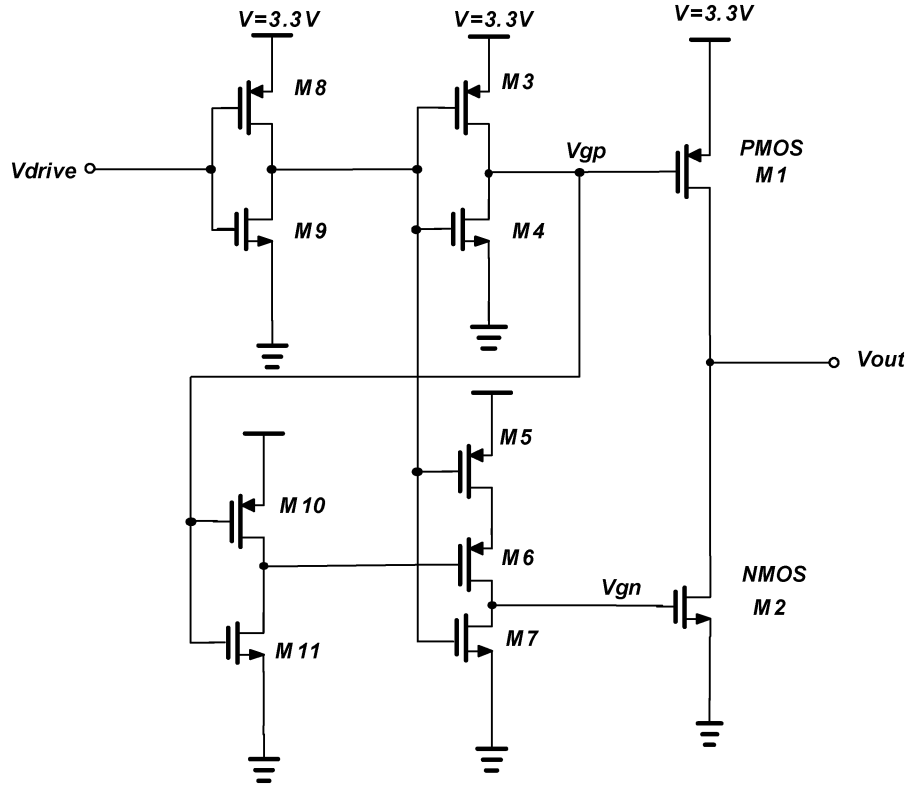 V=3.3V
V=3.3V
V=3.3V
M8
M3
Vdrive
Vgp
PMOS
M1
M9
M4
Vout
M5
M10
M6
Vgn
NMOS
M2
M11
M7